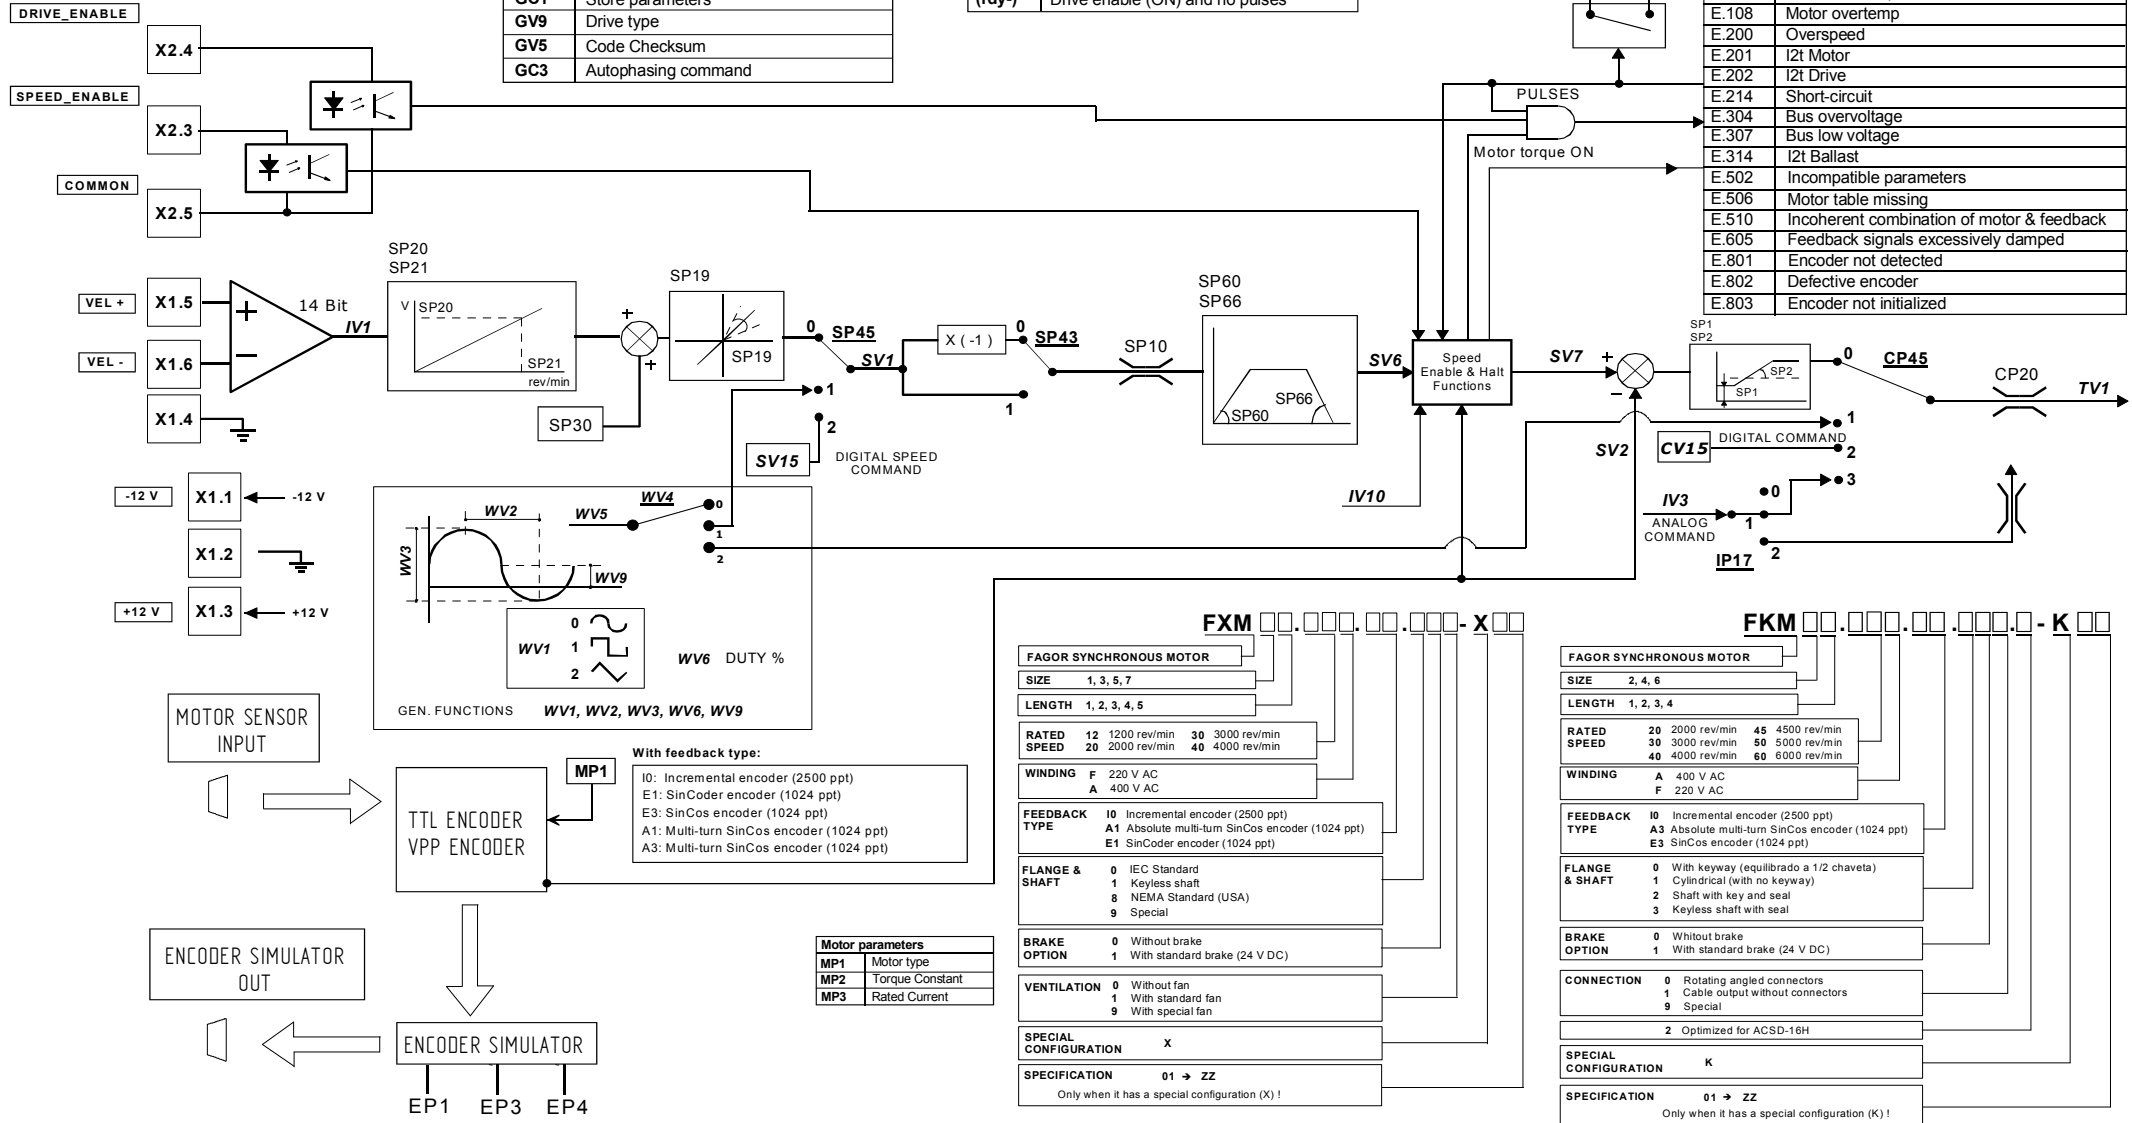 DRIVE_ENABLE
X2.4
SPEED_ENABLE
X2.3
COMMON
X2.5
GC1 Store parameters
GV9 Drive type
GV5 Code Checksum
GC3 Autophasing command
(rdy-) Drive enable (ON) and no pulses
E.108 Motor overtemp
E.200 Overspeed
E.201 I2t Motor
E.202 I2t Drive
E.214 Short-circuit
E.304 Bus overvoltage
E.307 Bus low voltage
E.314 I2t Ballast
E.502 Incompatible parameters
E.506 Motor table missing
E.510 Incoherent combination of motor & feedback
E.605 Feedback signals excessively damped
E.801 Encoder not detected
E.802 Defective encoder
E.803 Encoder not initialized
PULSES
Motor torque ON
VEL +
X1.5
VEL -
X1.6
X1.4
+
−
14 Bit
IV1
SP20
SP21
V
SP20
SP21
rev/min
+
+
SP30
SP19
SP19
0
SP45
1
2
SV1
SV15
DIGITAL SPEED
COMMAND
X ( -1 )
0
SP43
1
SP10
SP60
SP66
SP60
SP66
SV6
Speed
Enable & Halt
Functions
IV10
SV7
+
−
SV2
SP1
SP2
SP2
SP1
0
CP45
1
CV15
DIGITAL COMMAND
2
3
IV3
ANALOG
COMMAND
0
1
2
IP17
CP20
TV1
-12 V
X1.1
-12 V
X1.2
+12 V
X1.3
+12 V
WV2
WV3
WV9
WV5
WV4
0
1
2
WV1
0
1
2
WV6 DUTY %
GEN. FUNCTIONS WV1, WV2, WV3, WV6, WV9
MOTOR SENSOR
INPUT
TTL ENCODER
VPP ENCODER
MP1
With feedback type:
I0: Incremental encoder (2500 ppt)
E1: SinCoder encoder (1024 ppt)
E3: SinCos encoder (1024 ppt)
A1: Multi-turn SinCos encoder (1024 ppt)
A3: Multi-turn SinCos encoder (1024 ppt)
ENCODER SIMULATOR
OUT
ENCODER SIMULATOR
EP1 EP3 EP4
Motor parameters
MP1 Motor type
MP2 Torque Constant
MP3 Rated Current
FXM □□.□□□.□□.□□□- X□□
FAGOR SYNCHRONOUS MOTOR
SIZE 1, 3, 5, 7
LENGTH 1, 2, 3, 4, 5
RATED 12 1200 rev/min 30 3000 rev/min
SPEED 20 2000 rev/min 40 4000 rev/min
WINDING F 220 V AC
A 400 V AC
FEEDBACK I0 Incremental encoder (2500 ppt)
TYPE A1 Absolute multi-turn SinCos encoder (1024 ppt)
E1 SinCoder encoder (1024 ppt)
FLANGE & 0 IEC Standard
SHAFT 1 Keyless shaft
8 NEMA Standard (USA)
9 Special
BRAKE 0 Without brake
OPTION 1 With standard brake (24 V DC)
VENTILATION 0 Without fan
1 With standard fan
9 With special fan
SPECIAL
CONFIGURATION X
SPECIFICATION 01 → ZZ
Only when it has a special configuration (X) !
FKM □□.□□□.□□.□□□.□- K □□
FAGOR SYNCHRONOUS MOTOR
SIZE 2, 4, 6
LENGTH 1, 2, 3, 4
RATED 20 2000 rev/min 45 4500 rev/min
SPEED 30 3000 rev/min 50 5000 rev/min
40 4000 rev/min 60 6000 rev/min
WINDING A 400 V AC
F 220 V AC
FEEDBACK I0 Incremental encoder (2500 ppt)
TYPE A3 Absolute multi-turn SinCos encoder (1024 ppt)
E3 SinCos encoder (1024 ppt)
FLANGE 0 With keyway (equilibrado a 1/2 chaveta)
& SHAFT 1 Cylindrical (with no keyway)
2 Shaft with key and seal
3 Keyless shaft with seal
BRAKE 0 Whitout brake
OPTION 1 With standard brake (24 V DC)
CONNECTION 0 Rotating angled connectors
1 Cable output without connectors
9 Special
2 Optimized for ACSD-16H
SPECIAL
CONFIGURATION K
SPECIFICATION 01 → ZZ
Only when it has a special configuration (K) !